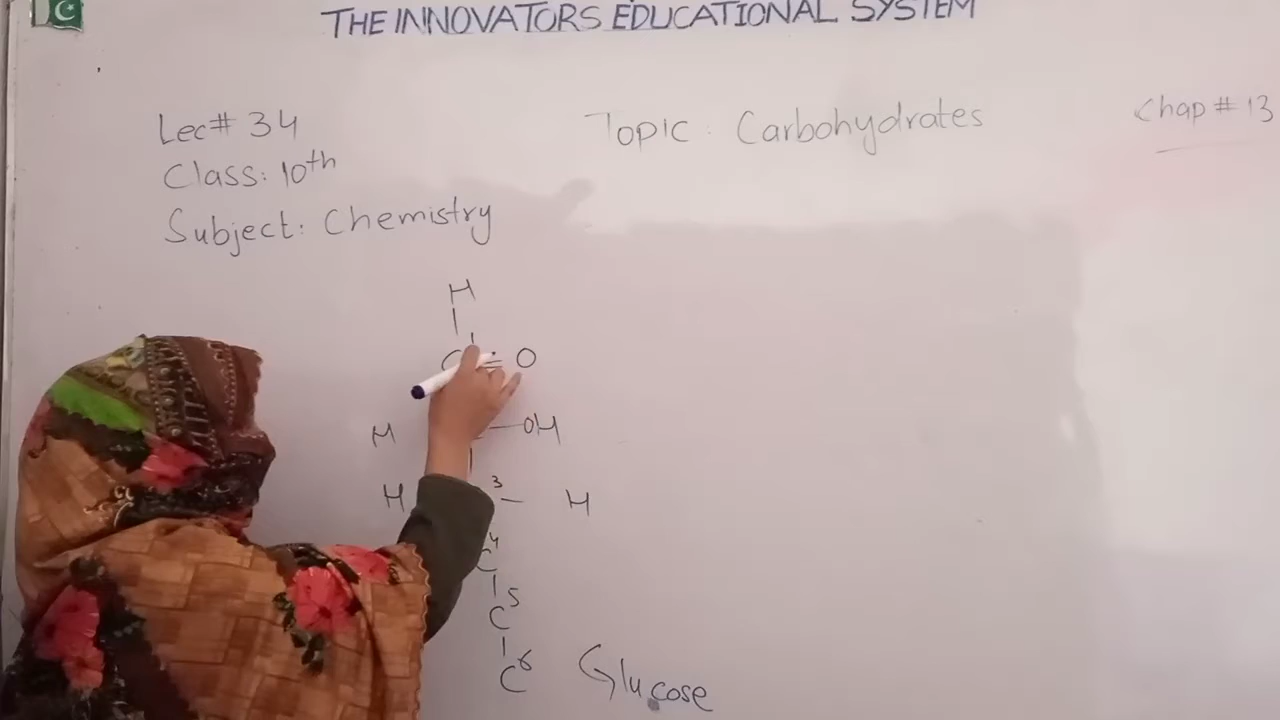 THE INNOVATORS EDUCATIONAL SYSTEM
Lec# 34
Topic: Carbohydrates
Chap # 13
Class: 10th
Subject: Chemistry
H
C = O
H OH
H 3 H
4
C
5
C
6
C
Glucose